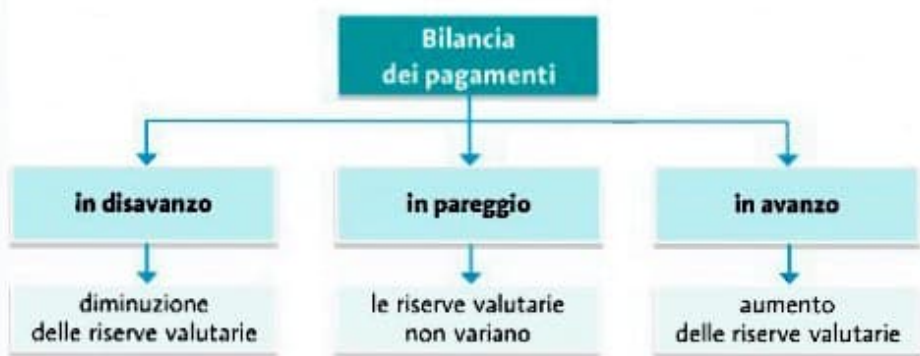 Bilancia
dei pagamenti
in disavanzo
in pareggio
in avanzo
diminuzione
delle riserve valutarie
le riserve valutarie
non variano
aumento
delle riserve valutarie